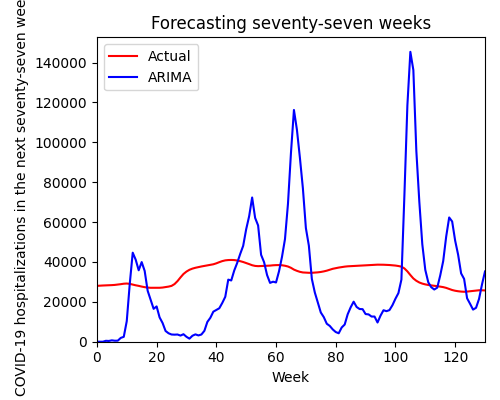 Forecasting seventy-seven weeks
COVID-19 hospitalizations in the next seventy-seven
140000
120000
100000
80000
60000
40000
20000
0
Actual
ARIMA
0 20 40 60 80 100 120
Week